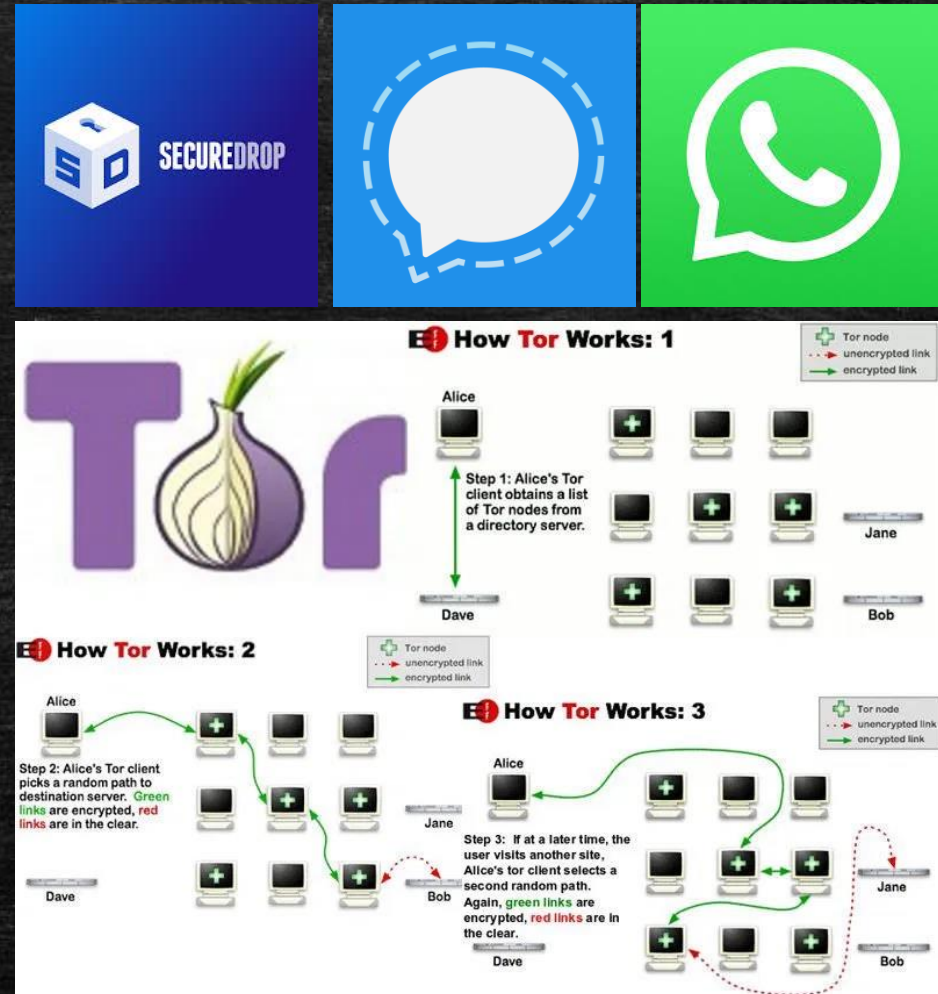 SD SECUREDROP
Tor
EFF How Tor Works: 1
Tor node
unencrypted link
encrypted link
Alice
Step 1: Alice's Tor
client obtains a list
of Tor nodes from
a directory server.
Dave
Jane
Bob
EFF How Tor Works: 2
Tor node
unencrypted link
encrypted link
Alice
Step 2: Alice's Tor client
picks a random path to
destination server. Green
links are encrypted, red
links are in the clear.
Jane
Dave
Bob
EFF How Tor Works: 3
Tor node
unencrypted link
encrypted link
Alice
Step 3: If at a later time, the
user visits another site,
Alice's tor client selects a
second random path.
Again, green links are
encrypted, red links are in
the clear.
Jane
Dave
Bob